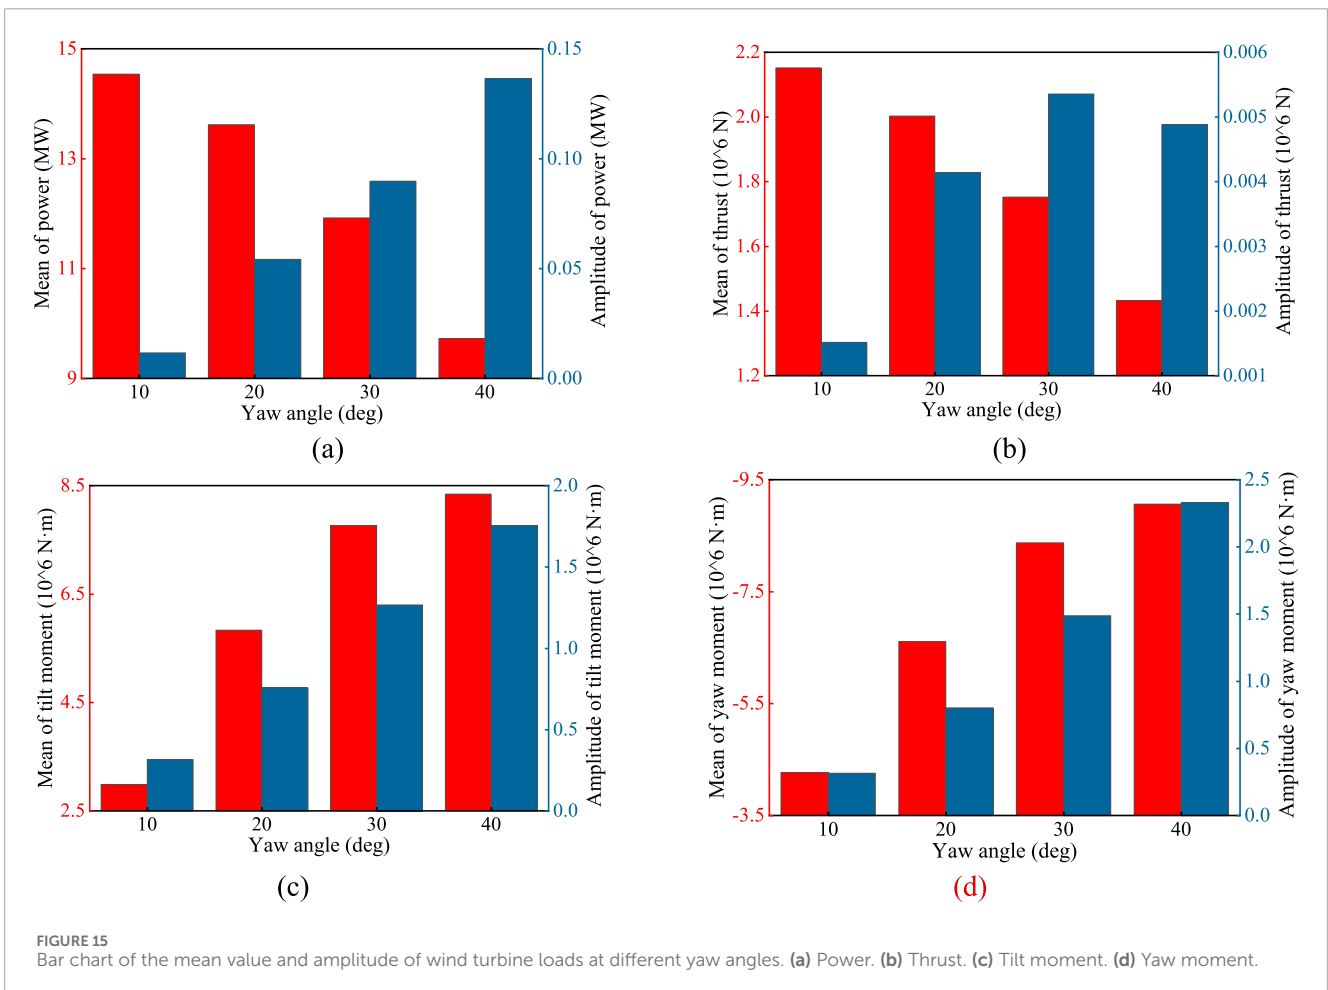 15
13
11
9
Mean of power (MW)
0.15
0.10
0.05
0.00
Amplitude of power (MW)
10 20 30 40
Yaw angle (deg)
(a)
2.2
2.0
1.8
1.6
1.4
1.2
Mean of thrust (10^6 N)
0.006
0.005
0.004
0.003
0.002
0.001
Amplitude of thrust (10^6 N)
10 20 30 40
Yaw angle (deg)
(b)
8.5
6.5
4.5
2.5
Mean of tilt moment (10^6 N·m)
2.0
1.5
1.0
0.5
0.0
Amplitude of tilt moment (10^6 N·m)
10 20 30 40
Yaw angle (deg)
(c)
-9.5
-7.5
-5.5
-3.5
Mean of yaw moment (10^6 N·m)
2.5
2.0
1.5
1.0
0.5
0.0
Amplitude of yaw moment (10^6 N·m)
10 20 30 40
Yaw angle (deg)
(d)
FIGURE 15
Bar chart of the mean value and amplitude of wind turbine loads at different yaw angles. (a) Power. (b) Thrust. (c) Tilt moment. (d) Yaw moment.